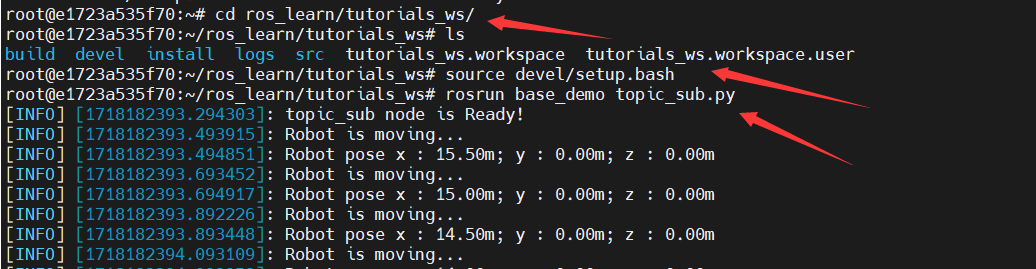 root@e1723a535f70:~# cd ros_learn/tutorials_ws/
root@e1723a535f70:~/ros_learn/tutorials_ws# ls
build devel install logs src tutorials_ws.workspace tutorials_ws.workspace.user
root@e1723a535f70:~/ros_learn/tutorials_ws# source devel/setup.bash
root@e1723a535f70:~/ros_learn/tutorials_ws# rosrun base_demo topic_sub.py
[INFO] [1718182393.294303]: topic_sub node is Ready!
[INFO] [1718182393.493915]: Robot is moving...
[INFO] [1718182393.494851]: Robot pose x : 15.50m; y : 0.00m; z : 0.00m
[INFO] [1718182393.693452]: Robot is moving...
[INFO] [1718182393.694917]: Robot pose x : 15.00m; y : 0.00m; z : 0.00m
[INFO] [1718182393.892226]: Robot is moving...
[INFO] [1718182393.893448]: Robot pose x : 14.50m; y : 0.00m; z : 0.00m
[INFO] [1718182394.093109]: Robot is moving...